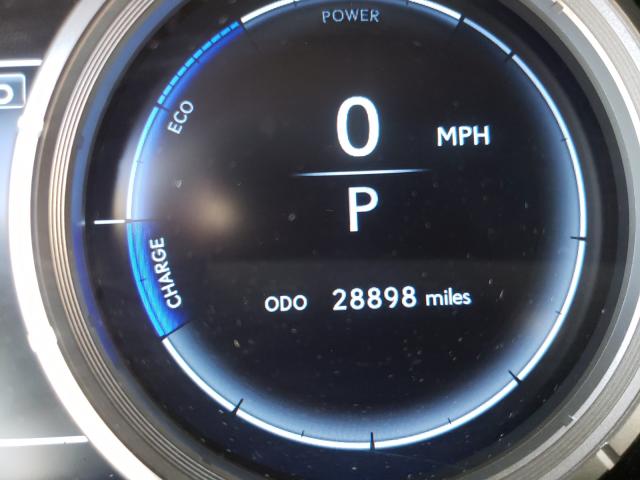 POWER
ECO
0 MPH
P
CHARGE
ODO 28898 miles